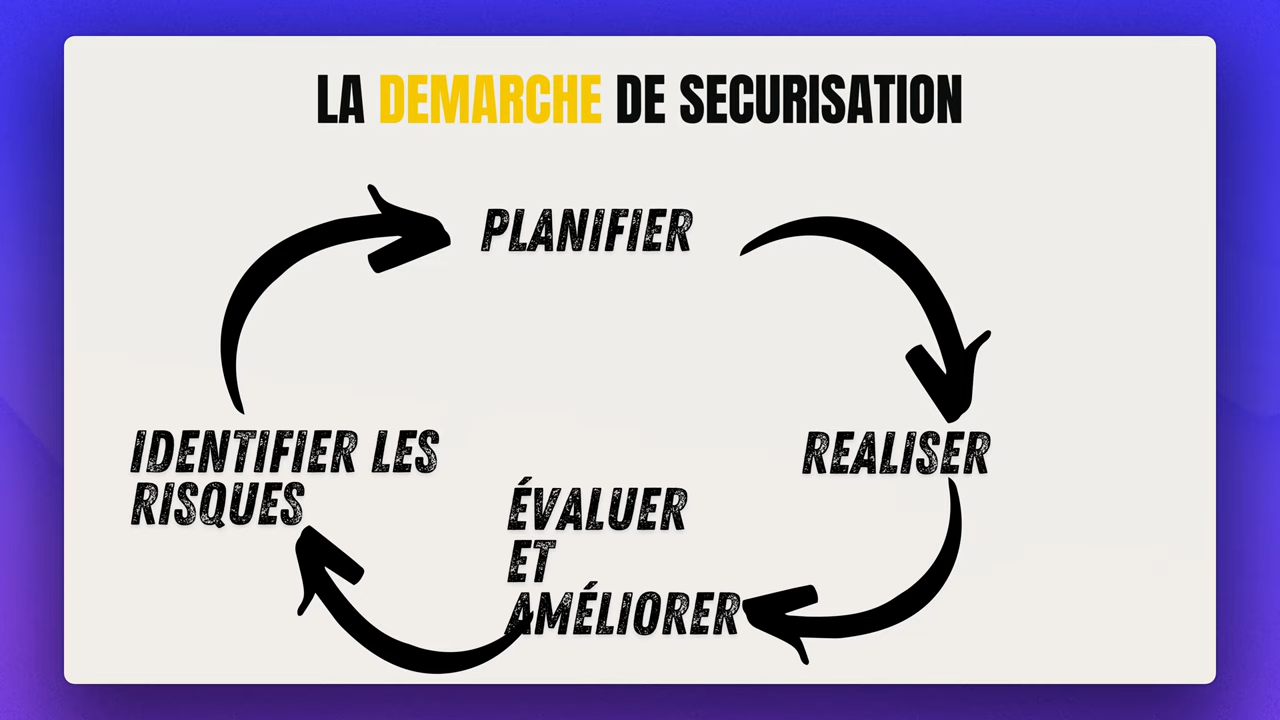 LA DEMARCHE DE SECURISATION
PLANIFIER
IDENTIFIER LES
RISQUES
REALISER
ÉVALUER
ET
AMÉLIORER